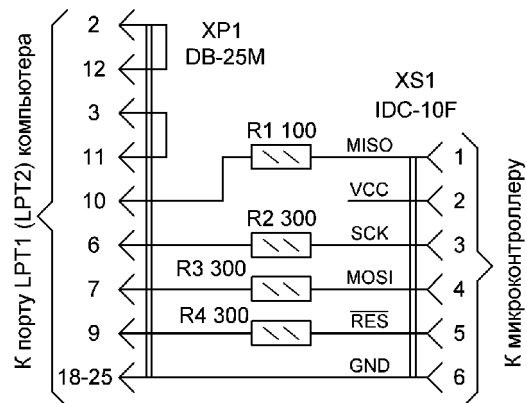 К порту LPT1 (LPT2) компьютера
2
12
3
11
10
6
7
9
18-25
XP1
DB-25M
XS1
IDC-10F
R1 100
MISO
1
VCC
2
R2 300
SCK
3
R3 300
MOSI
4
R4 300
RES
5
GND
6
К микроконтроллеру